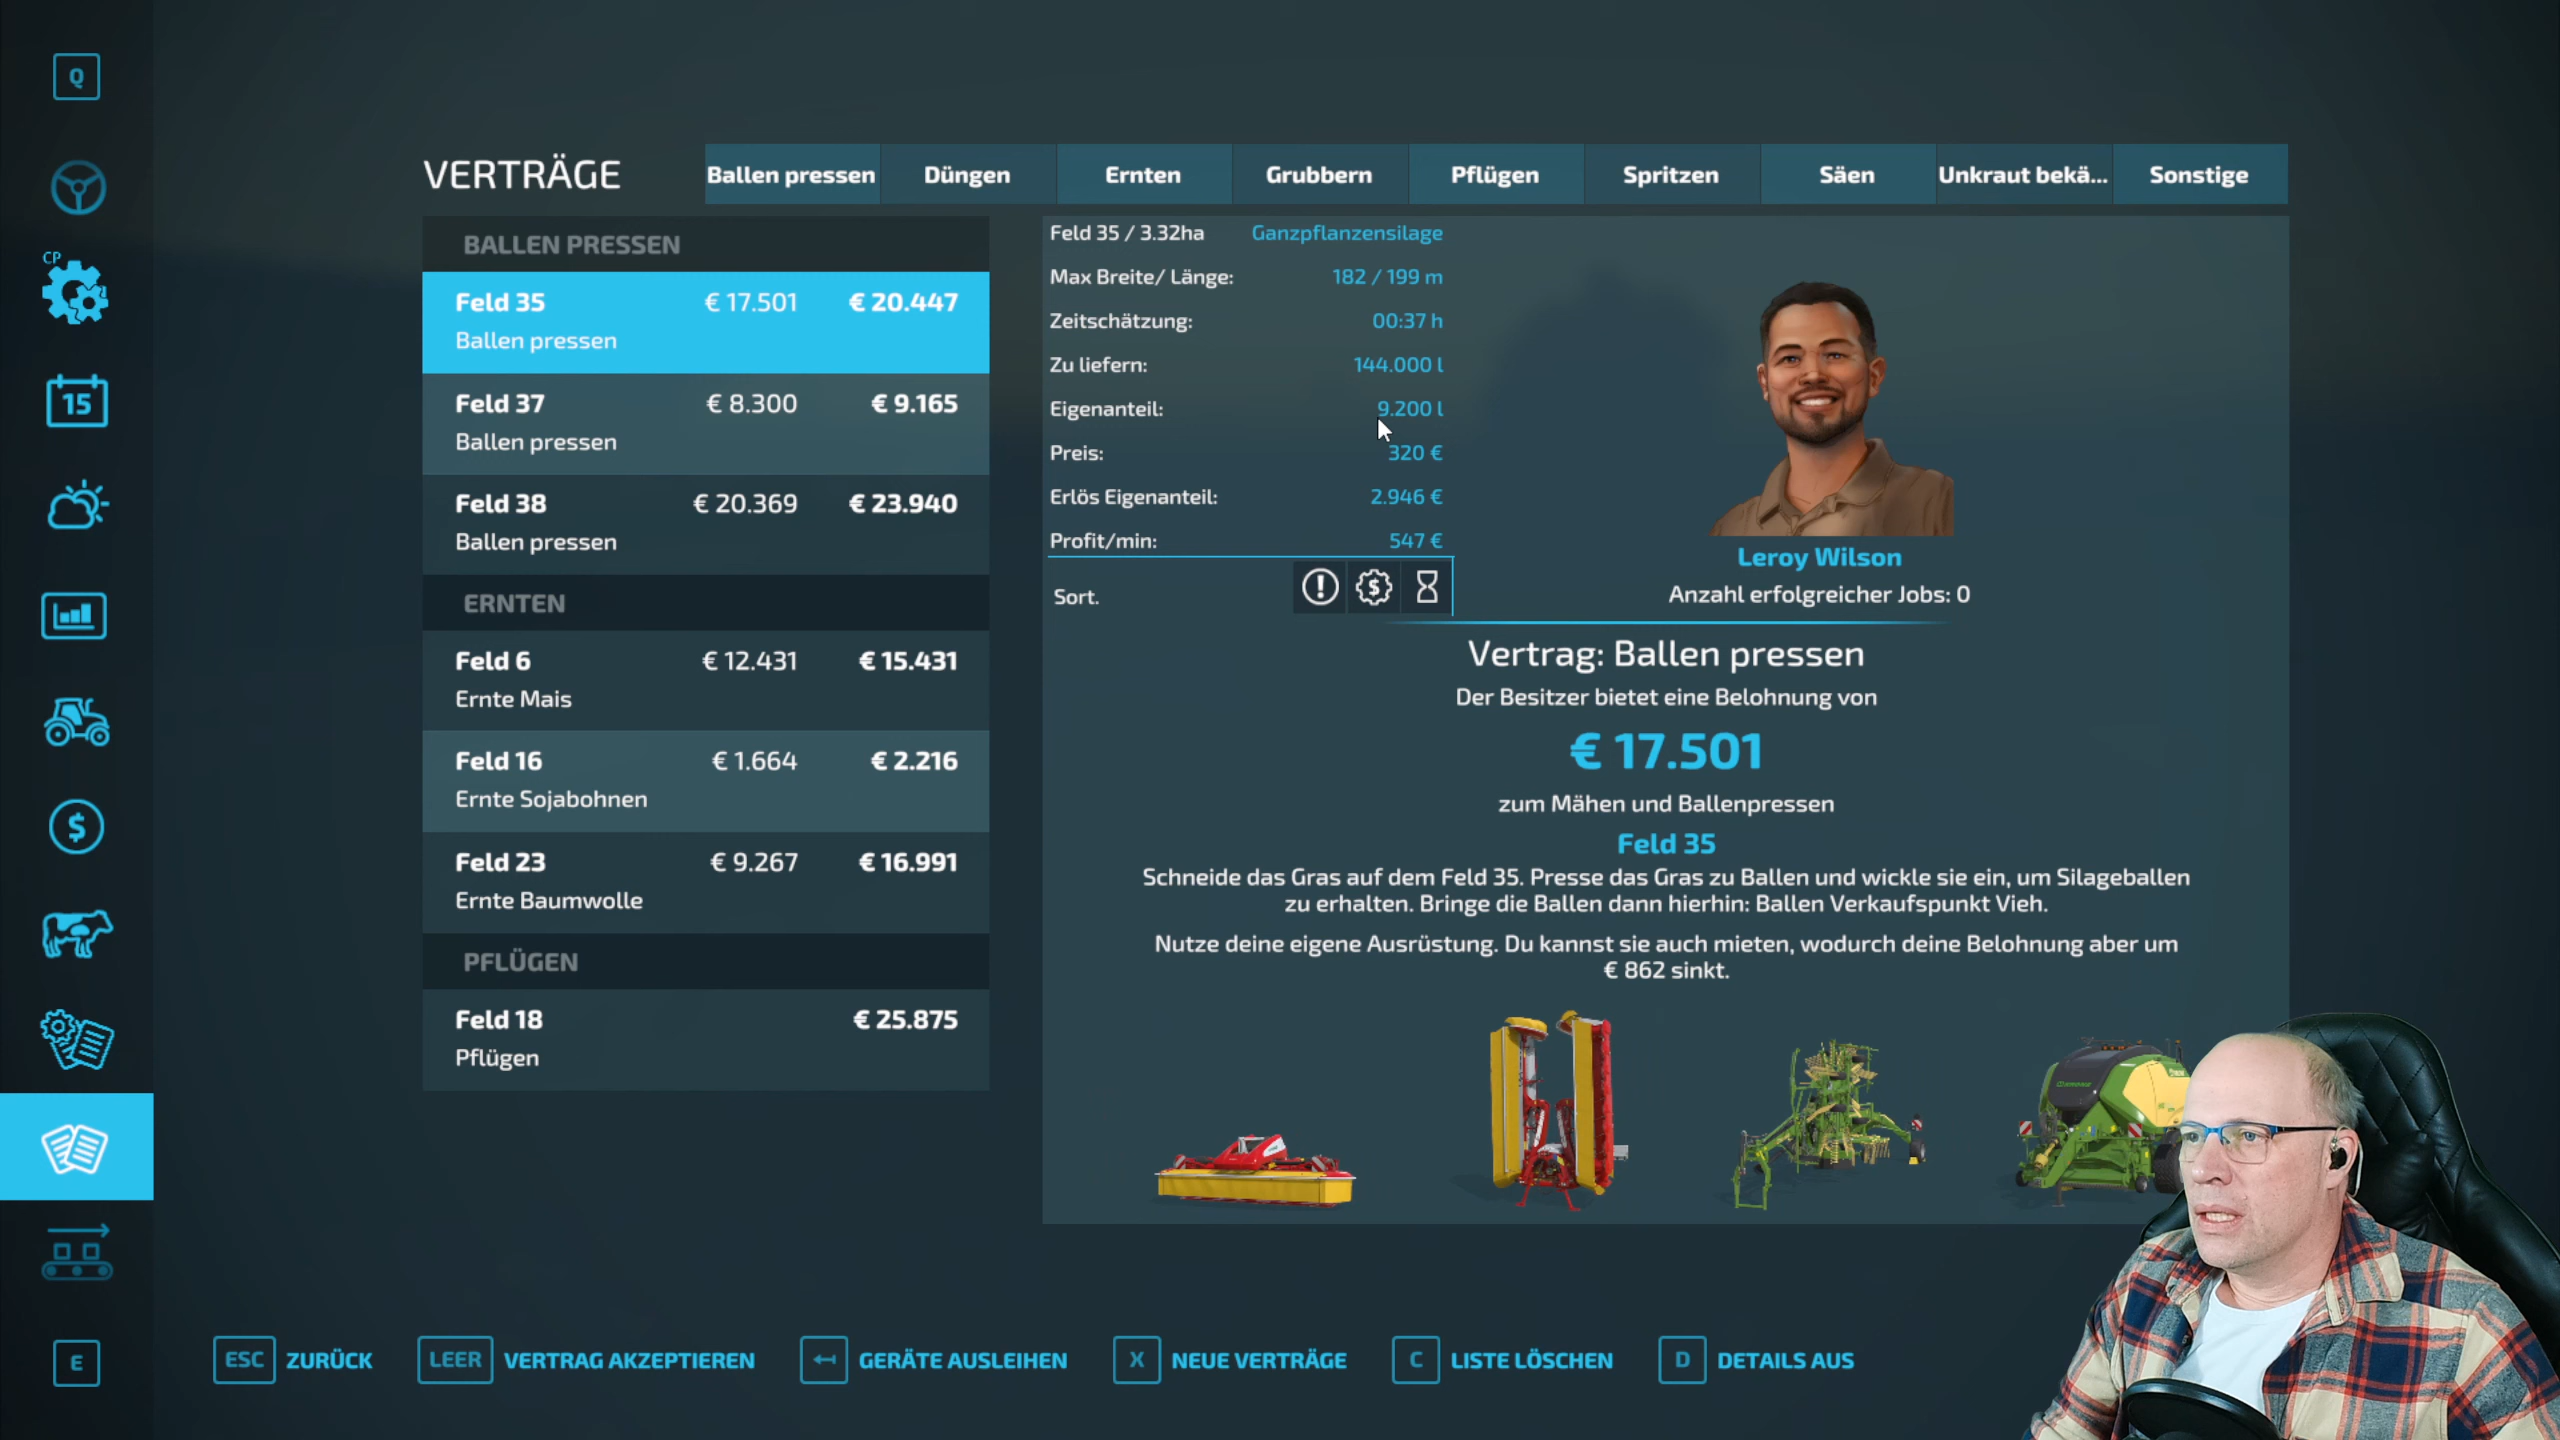 Q
CP
15
E
VERTRÄGE
Ballen pressen Düngen Ernten Grubbern Pflügen Spritzen Säen Unkraut bekä... Sonstige
BALLEN PRESSEN
Feld 35 € 17.501 € 20.447
Ballen pressen
Feld 37 € 8.300 € 9.165
Ballen pressen
Feld 38 € 20.369 € 23.940
Ballen pressen
ERNTEN
Feld 6 € 12.431 € 15.431
Ernte Mais
Feld 16 € 1.664 € 2.216
Ernte Sojabohnen
Feld 23 € 9.267 € 16.991
Ernte Baumwolle
PFLÜGEN
Feld 18 € 25.875
Pflügen
Feld 35 / 3.32ha Ganzpflanzensilage
Max Breite/ Länge: 182 / 199 m
Zeitschätzung: 00:37 h
Zu liefern: 144.000 l
Eigenanteil: 9.200 l
Preis: 320 €
Erlös Eigenanteil: 2.946 €
Profit/min: 547 €
Sort.
Leroy Wilson
Anzahl erfolgreicher Jobs: 0
Vertrag: Ballen pressen
Der Besitzer bietet eine Belohnung von
€ 17.501
zum Mähen und Ballenpressen
Feld 35
Schneide das Gras auf dem Feld 35. Presse das Gras zu Ballen und wickle sie ein, um Silageballen
zu erhalten. Bringe die Ballen dann hierhin: Ballen Verkaufspunkt Vieh.
Nutze deine eigene Ausrüstung. Du kannst sie auch mieten, wodurch deine Belohnung aber um
€ 862 sinkt.
ESC ZURÜCK LEER VERTRAG AKZEPTIEREN GERÄTE AUSLEIHEN X NEUE VERTRÄGE C LISTE LÖSCHEN D DETAILS AUS